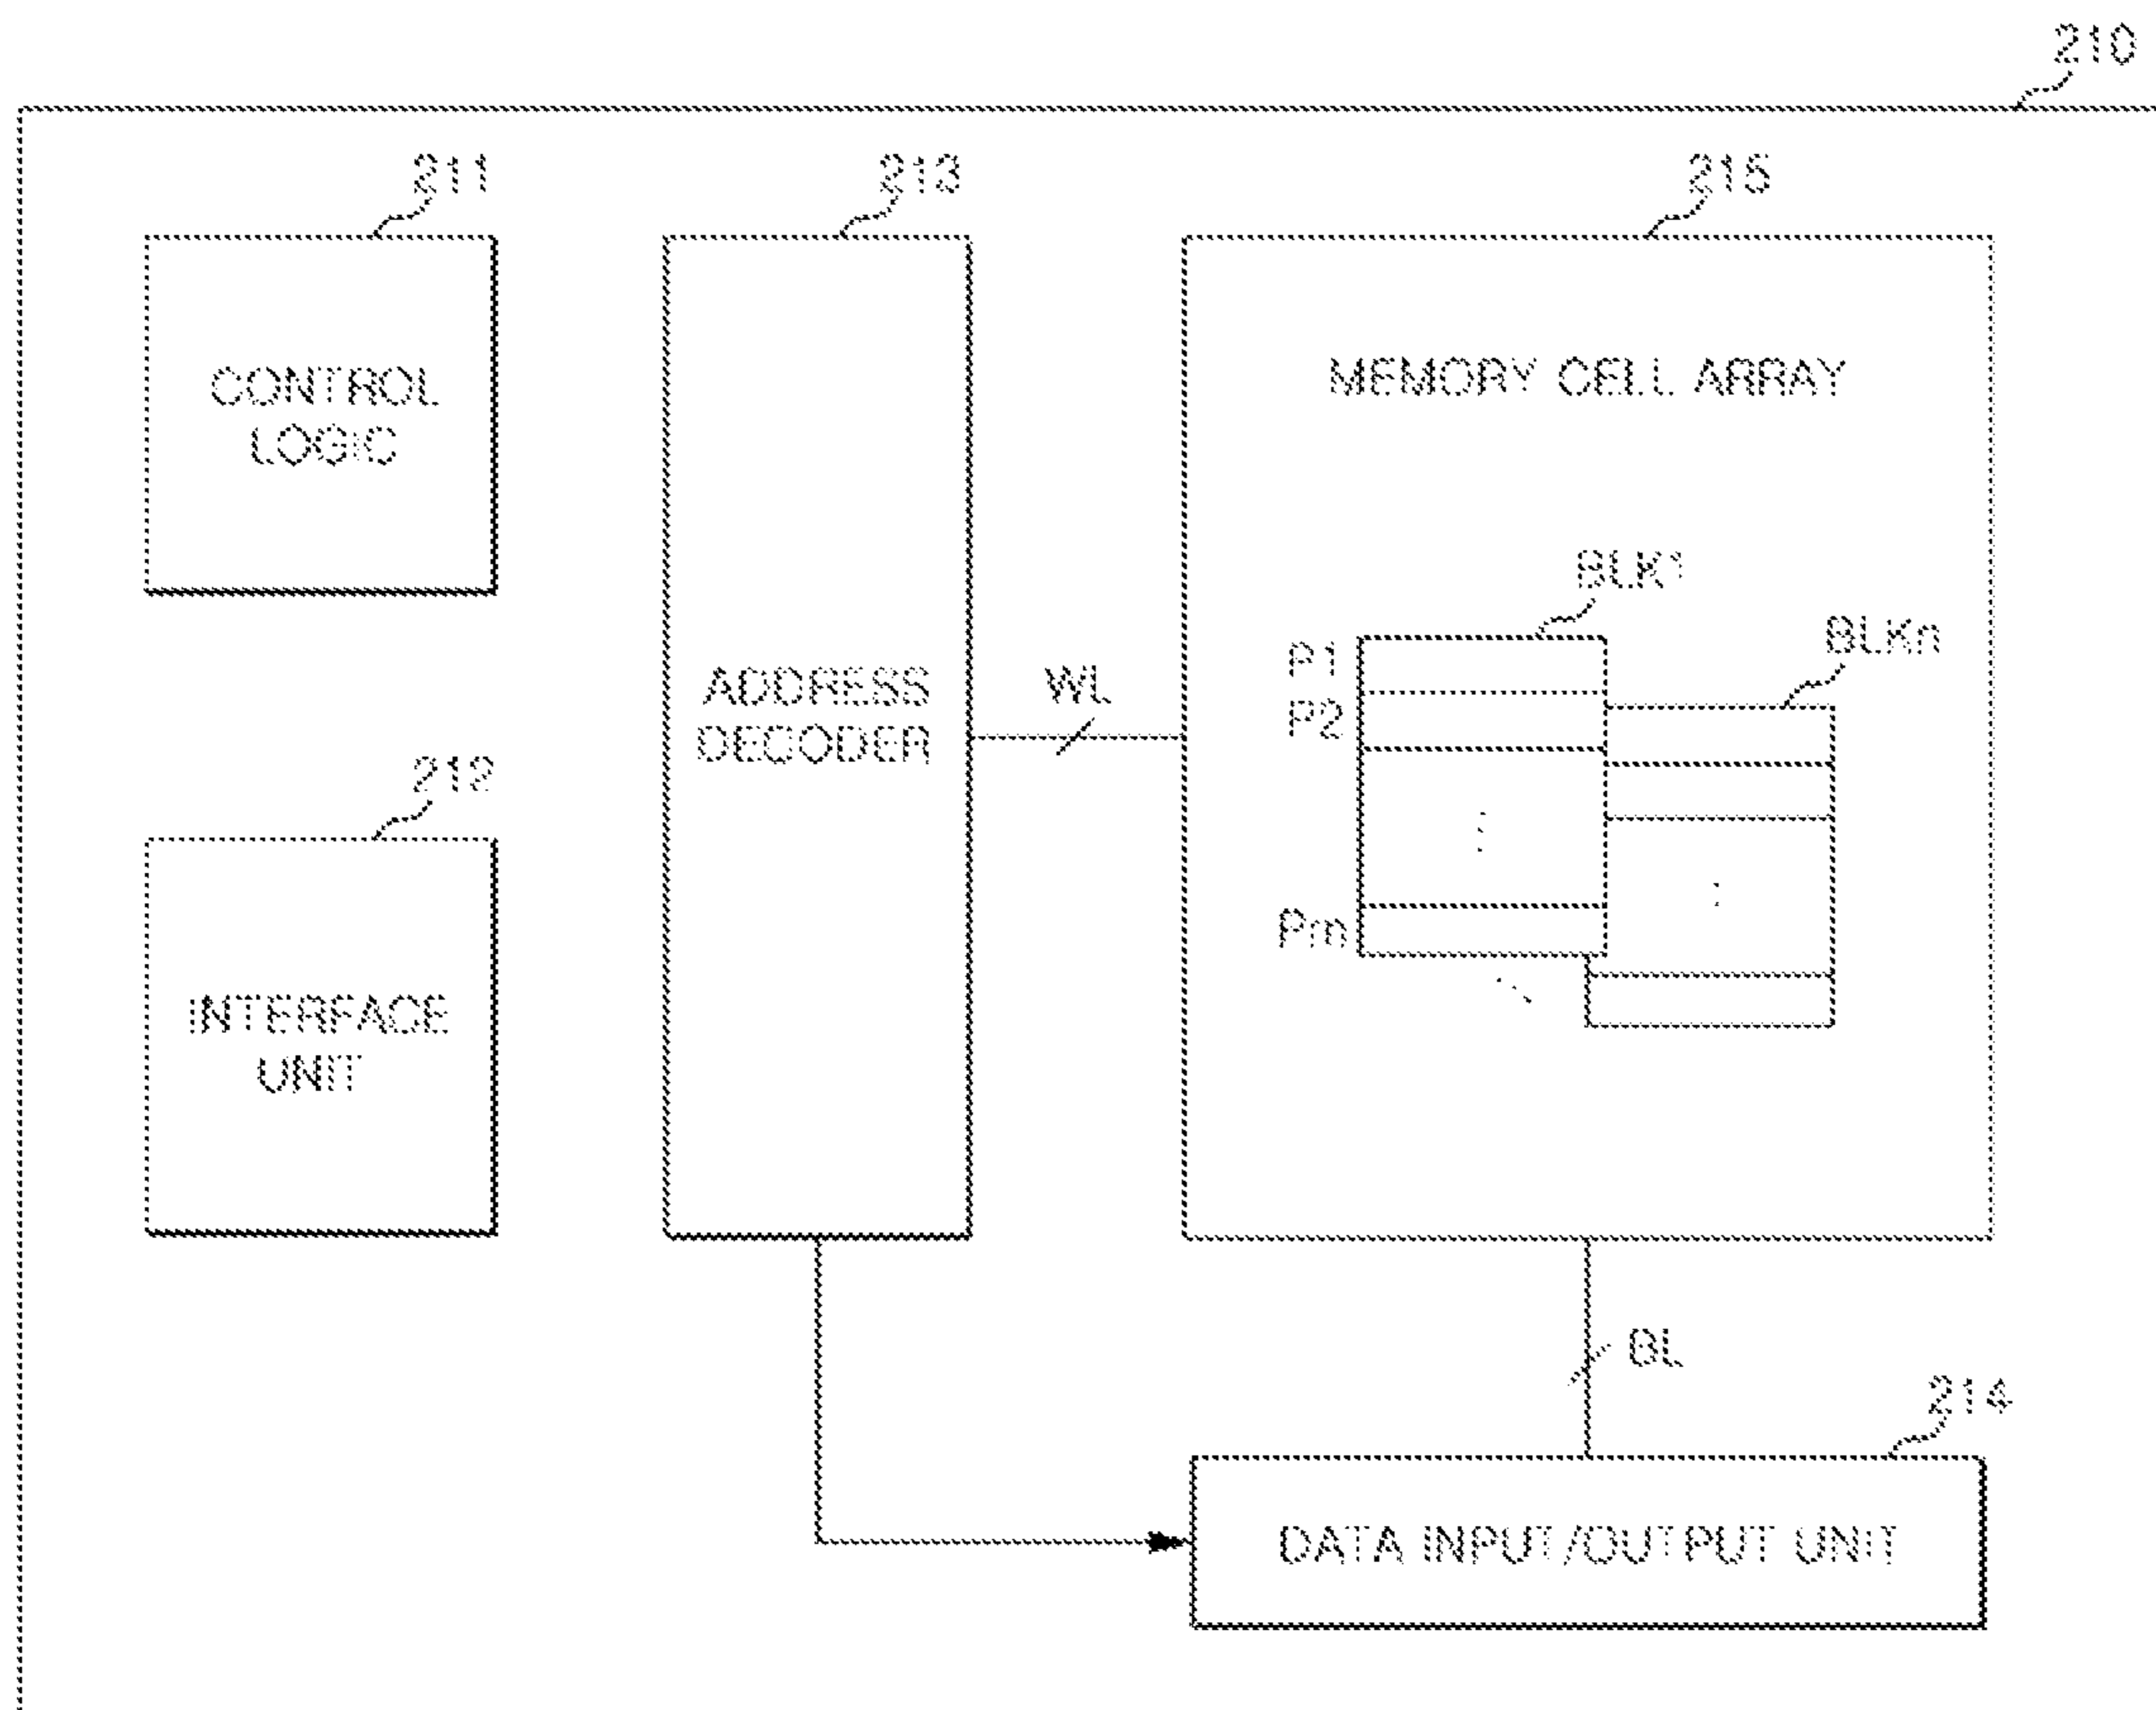 210
211
213
215
CONTROL
LOGIC
MEMORY CELL ARRAY
BLK1
BLKn
P1
P2
Pm
ADDRESS
DECODER
WL
212
INTERFACE
UNIT
BL
214
DATA INPUT/OUTPUT UNIT